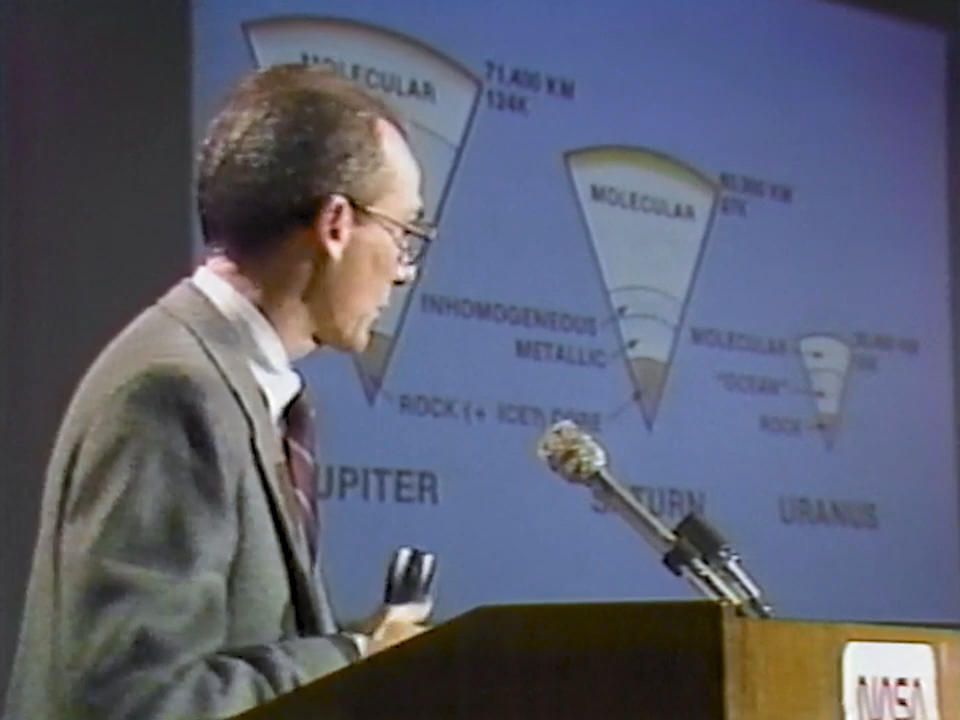 MOLECULAR
71,400 KM
134K
MOLECULAR
INHOMOGENEOUS
METALLIC
MOLECULAR
"OCEAN"
ROCK
ROCK (+ ICE?) CORE
UPITER
SATURN
URANUS
NASA